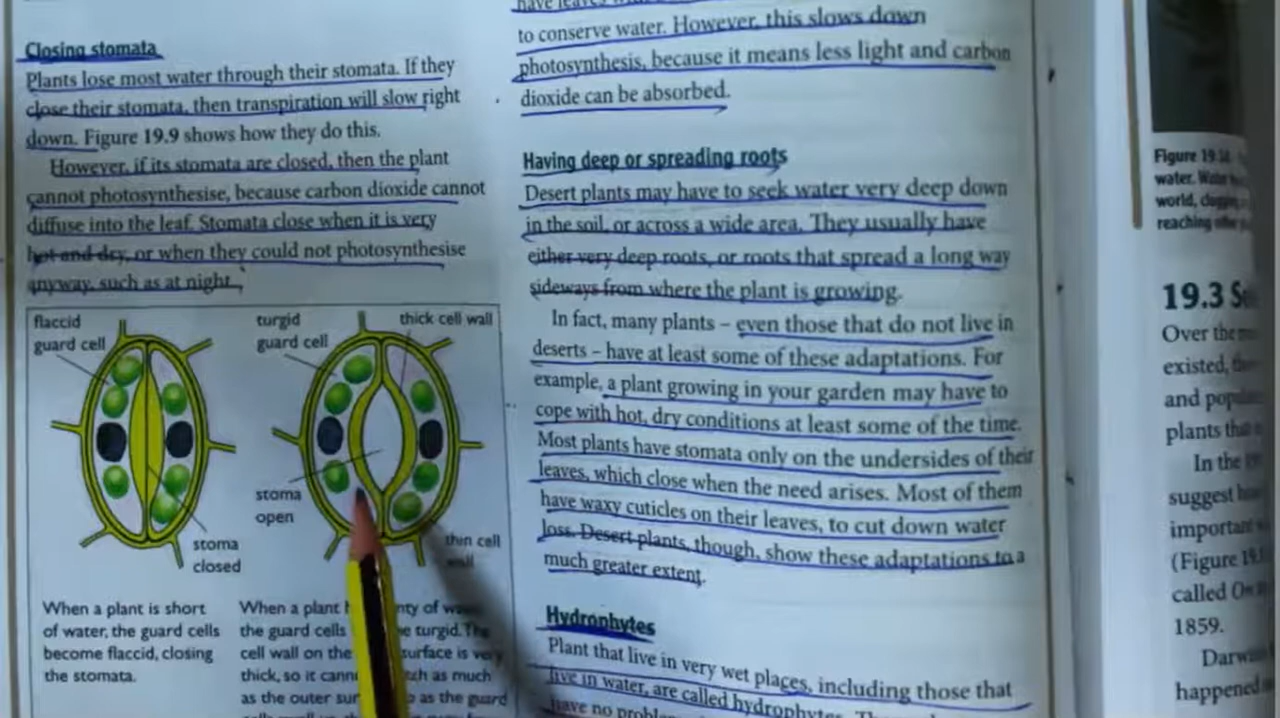 Closing stomata
Plants lose most water through their stomata. If they
close their stomata, then transpiration will slow right
down. Figure 19.9 shows how they do this.
However, if its stomata are closed, then the plant
cannot photosynthesise, because carbon dioxide cannot
diffuse into the leaf. Stomata close when it is very
hot and dry, or when they could not photosynthesise
anyway, such as at night.
flaccid
guard cell
stoma
closed
turgid
guard cell
thick cell wall
stoma
open
thin cell
wall
When a plant is short
of water, the guard cells
become flaccid, closing
the stomata.
When a plant of
the guard cells turgid. The
cell wall on the surface is very
thick, so it as much
as the outer as the guard
have leaves
to conserve water. However, this slows down
photosynthesis, because it means less light and carbon
dioxide can be absorbed.
Having deep or spreading roots
Desert plants may have to seek water very deep down
in the soil, or across a wide area. They usually have
either very deep roots, or roots that spread a long way
sideways from where the plant is growing.
In fact, many plants – even those that do not live in
deserts – have at least some of these adaptations. For
example, a plant growing in your garden may have to
cope with hot, dry conditions at least some of the time.
Most plants have stomata only on the undersides of their
leaves, which close when the need arises. Most of them
have waxy cuticles on their leaves, to cut down water
loss. Desert plants, though, show these adaptations to a
much greater extent.
Hydrophytes
Plant that live in very wet places, including those that
live in water, are called hydrophytes.
have no
Figure
water.
world,
reaching
19.3
Over the
existed,
and
plants
In the
suggest
important
(Figure
called
1859.
happened